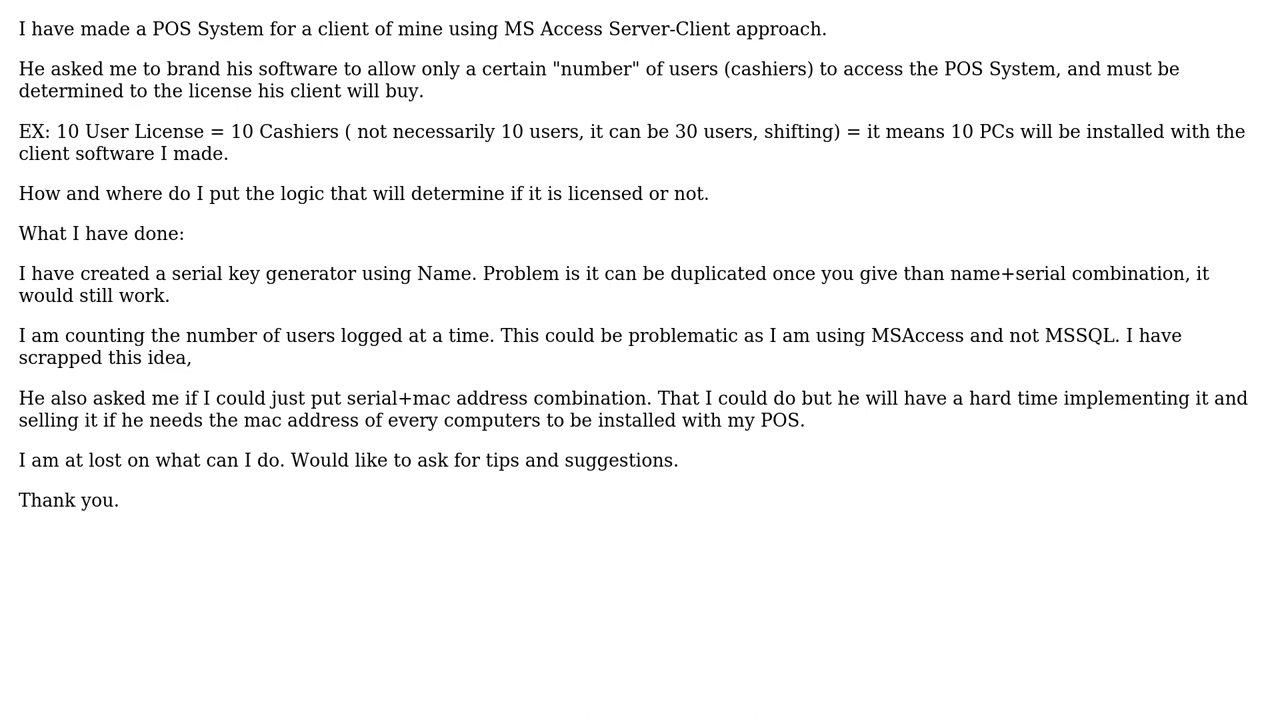 I have made a POS System for a client of mine using MS Access Server-Client approach.
He asked me to brand his software to allow only a certain "number" of users (cashiers) to access the POS System, and must be
determined to the license his client will buy.
EX: 10 User License = 10 Cashiers ( not necessarily 10 users, it can be 30 users, shifting) = it means 10 PCs will be installed with the
client software I made.
How and where do I put the logic that will determine if it is licensed or not.
What I have done:
I have created a serial key generator using Name. Problem is it can be duplicated once you give than name+serial combination, it
would still work.
I am counting the number of users logged at a time. This could be problematic as I am using MSAccess and not MSSQL. I have
scrapped this idea,
He also asked me if I could just put serial+mac address combination. That I could do but he will have a hard time implementing it and
selling it if he needs the mac address of every computers to be installed with my POS.
I am at lost on what can I do. Would like to ask for tips and suggestions.
Thank you.